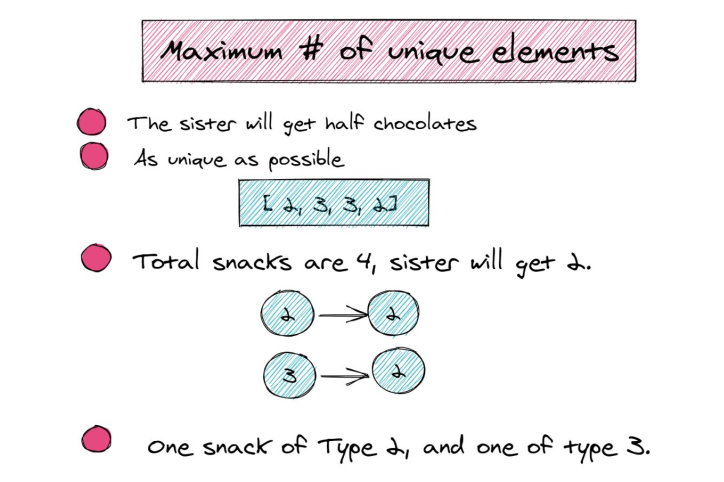 Maximum # of unique elements
The sister will get half chocolates
As unique as possible
[ 2, 3, 3, 2]
Total snacks are 4, sister will get 2.
2 2
3 2
One snack of Type 2, and one of type 3.